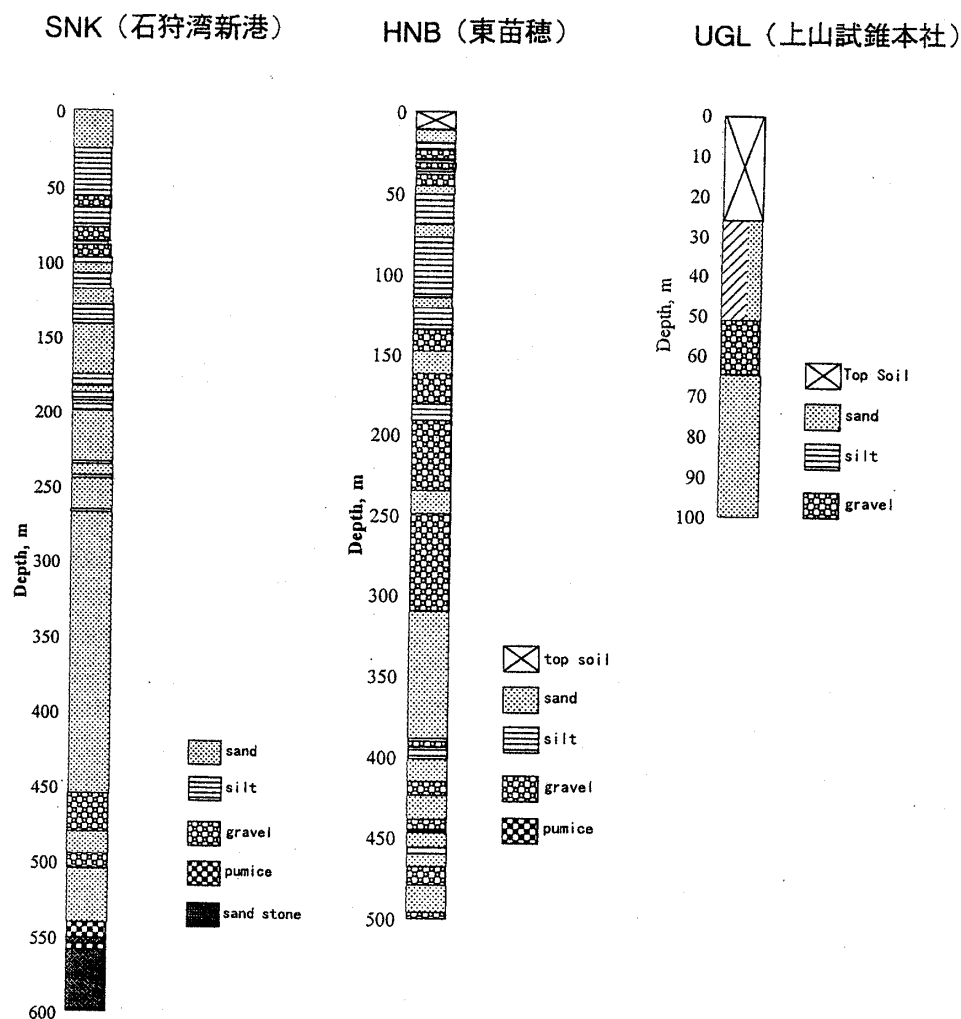 SNK（石狩湾新港）
0
50
100
150
200
250
300
350
400
450
500
550
600
Depth, m
sand
silt
gravel
pumice
sand stone
HNB（東苗穂）
0
50
100
150
200
250
300
350
400
450
500
Depth, m
top soil
sand
silt
gravel
pumice
UGL（上山試錐本社）
0
10
20
30
40
50
60
70
80
90
100
Depth, m
Top Soil
sand
silt
gravel